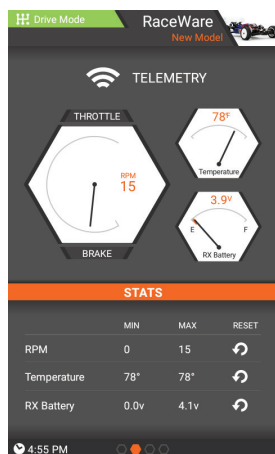 Drive Mode
RaceWare
New Model
TELEMETRY
THROTTLE
RPM
15
BRAKE
78°F
Temperature
3.9V
E F
RX Battery
STATS
MIN MAX RESET
RPM 0 15
Temperature 78° 78°
RX Battery 0.0v 4.1v
4:55 PM